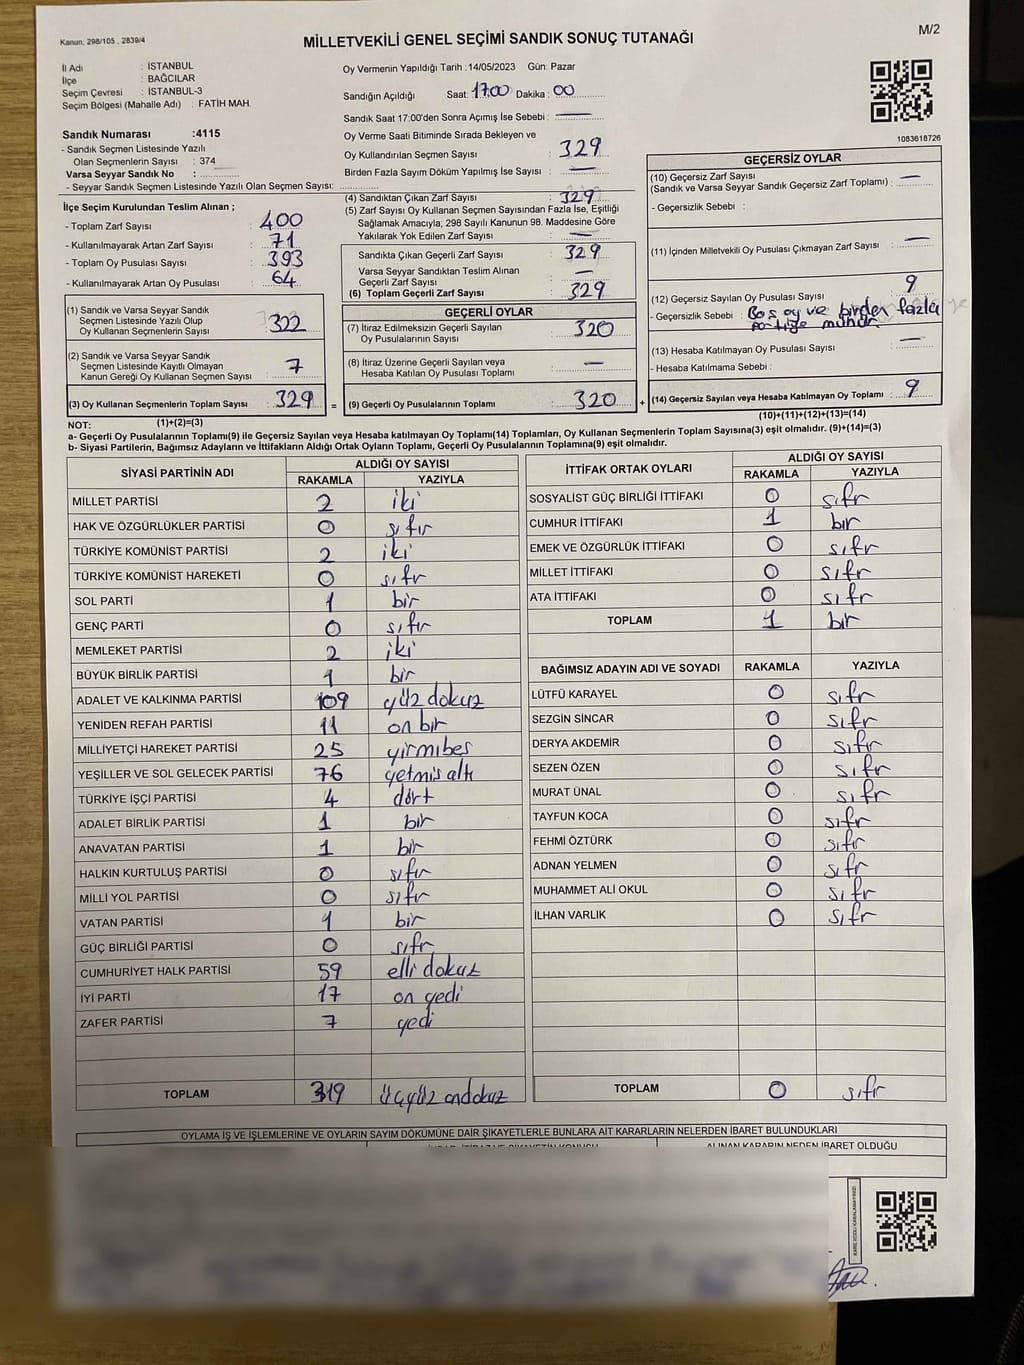 Kanun: 298/105 , 2839/4
MİLLETVEKİLİ GENEL SEÇİMİ SANDIK SONUÇ TUTANAĞI
M/2
İl Adı : İSTANBUL
İlçe : BAĞCILAR
Seçim Çevresi : İSTANBUL-3
Seçim Bölgesi (Mahalle Adı) : FATİH MAH.
Sandık Numarası :4115
- Sandık Seçmen Listesinde Yazılı
Olan Seçmenlerin Sayısı : 374
Varsa Seyyar Sandık No :
- Seyyar Sandık Seçmen Listesinde Yazılı Olan Seçmen Sayısı:
Oy Vermenin Yapıldığı Tarih :14/05/2023 Gün: Pazar
Sandığın Açıldığı Saat: 17:00 Dakika: 00
Sandık Saat 17:00'den Sonra Açımış İse Sebebi : —
Oy Verme Saati Bitiminde Sırada Bekleyen ve
Oy Kullandırılan Seçmen Sayısı : 329
Birden Fazla Sayım Döküm Yapılmış İse Sayısı : —
1083618726
İlçe Seçim Kurulundan Teslim Alınan ;
- Toplam Zarf Sayısı : 400
- Kullanılmayarak Artan Zarf Sayısı : 71
- Toplam Oy Pusulası Sayısı : 393
- Kullanılmayarak Artan Oy Pusulası : 64
(1) Sandık ve Varsa Seyyar Sandık
Seçmen Listesinde Yazılı Olup
Oy Kullanan Seçmenlerin Sayısı : 322
(2) Sandık ve Varsa Seyyar Sandık
Seçmen Listesinde Kayıtlı Olmayan
Kanun Gereği Oy Kullanan Seçmen Sayısı : 7
(3) Oy Kullanan Seçmenlerin Toplam Sayısı : 329 =
(1)+(2)=(3)
(4) Sandıktan Çıkan Zarf Sayısı : 329
(5) Zarf Sayısı Oy Kullanan Seçmen Sayısından Fazla İse, Eşitliği
Sağlamak Amacıyla, 298 Sayılı Kanunun 98. Maddesine Göre
Yakılarak Yok Edilen Zarf Sayısı : —
Sandıkta Çıkan Geçerli Zarf Sayısı : 329
Varsa Seyyar Sandıktan Teslim Alınan
Geçerli Zarf Sayısı : —
(6) Toplam Geçerli Zarf Sayısı : 329
GEÇERLİ OYLAR
(7) İtiraz Edilmeksizin Geçerli Sayılan
Oy Pusulalarının Sayısı : 320
(8) İtiraz Üzerine Geçerli Sayılan veya
Hesaba Katılan Oy Pusulası Toplamı : —
(9) Geçerli Oy Pusulalarının Toplamı : 320 +
GEÇERSİZ OYLAR
(10) Geçersiz Zarf Sayısı
(Sandık ve Varsa Seyyar Sandık Geçersiz Zarf Toplamı) : —
- Geçersizlik Sebebi :
(11) İçinden Milletvekili Oy Pusulası Çıkmayan Zarf Sayısı : —
(12) Geçersiz Sayılan Oy Pusulası Sayısı : 9
- Geçersizlik Sebebi : Boş oy ve birden fazla
partiye mühür
(13) Hesaba Katılmayan Oy Pusulası Sayısı : —
- Hesaba Katılmama Sebebi :
(14) Geçersiz Sayılan veya Hesaba Katılmayan Oy Toplamı : 9
(10)+(11)+(12)+(13)=(14)
NOT:
a- Geçerli Oy Pusulalarının Toplamı(9) ile Geçersiz Sayılan veya Hesaba katılmayan Oy Toplamı(14) Toplamları, Oy Kullanan Seçmenlerin Toplam Sayısına(3) eşit olmalıdır. (9)+(14)=(3)
b- Siyasi Partilerin, Bağımsız Adayların ve İttifakların Aldığı Ortak Oyların Toplamı, Geçerli Oy Pusulalarının Toplamına(9) eşit olmalıdır.
SİYASİ PARTİNİN ADI ALDIĞI OY SAYISI
RAKAMLA YAZIYLA
MİLLET PARTİSİ 2 iki
HAK VE ÖZGÜRLÜKLER PARTİSİ 0 sıfır
TÜRKİYE KOMÜNİST PARTİSİ 2 iki
TÜRKİYE KOMÜNİST HAREKETİ 0 sıfr
SOL PARTİ 1 bir
GENÇ PARTİ 0 sıfır
MEMLEKET PARTİSİ 2 iki
BÜYÜK BİRLİK PARTİSİ 1 bir
ADALET VE KALKINMA PARTİSİ 109 yüz dokuz
YENİDEN REFAH PARTİSİ 11 on bir
MİLLİYETÇİ HAREKET PARTİSİ 25 yirmibeş
YEŞİLLER VE SOL GELECEK PARTİSİ 76 yetmiş altı
TÜRKİYE İŞÇİ PARTİSİ 4 dört
ADALET BİRLİK PARTİSİ 1 bir
ANAVATAN PARTİSİ 1 bir
HALKIN KURTULUŞ PARTİSİ 0 sıfır
MİLLİ YOL PARTİSİ 0 sıfır
VATAN PARTİSİ 1 bir
GÜÇ BİRLİĞİ PARTİSİ 0 sıfr
CUMHURİYET HALK PARTİSİ 59 elli dokuz
İYİ PARTİ 17 on yedi
ZAFER PARTİSİ 7 yedi
TOPLAM 319 üçyüz ondokuz
İTTİFAK ORTAK OYLARI ALDIĞI OY SAYISI
RAKAMLA YAZIYLA
SOSYALİST GÜÇ BİRLİĞİ İTTİFAKI 0 sıfr
CUMHUR İTTİFAKI 1 bir
EMEK VE ÖZGÜRLÜK İTTİFAKI 0 sıfr
MİLLET İTTİFAKI 0 sıfr
ATA İTTİFAKI 0 sıfr
TOPLAM 1 bir
BAĞIMSIZ ADAYIN ADI VE SOYADI RAKAMLA YAZIYLA
LÜTFÜ KARAYEL 0 sıfr
SEZGİN SİNCAR 0 sıfr
DERYA AKDEMİR 0 sıfr
SEZEN ÖZEN 0 sıfr
MURAT ÜNAL 0 sıfr
TAYFUN KOCA 0 sıfr
FEHMİ ÖZTÜRK 0 sıfr
ADNAN YELMEN 0 sıfr
MUHAMMET ALİ OKUL 0 sıfr
İLHAN VARLIK 0 sıfr
TOPLAM 0 sıfr
OYLAMA İŞ VE İŞLEMLERİNE VE OYLARIN SAYIM DÖKÜMÜNE DAİR ŞİKAYETLERLE BUNLARA AİT KARARLARIN NELERDEN İBARET BULUNDUKLARI
ALINAN KARARIN NEDEN İBARET OLDUĞU